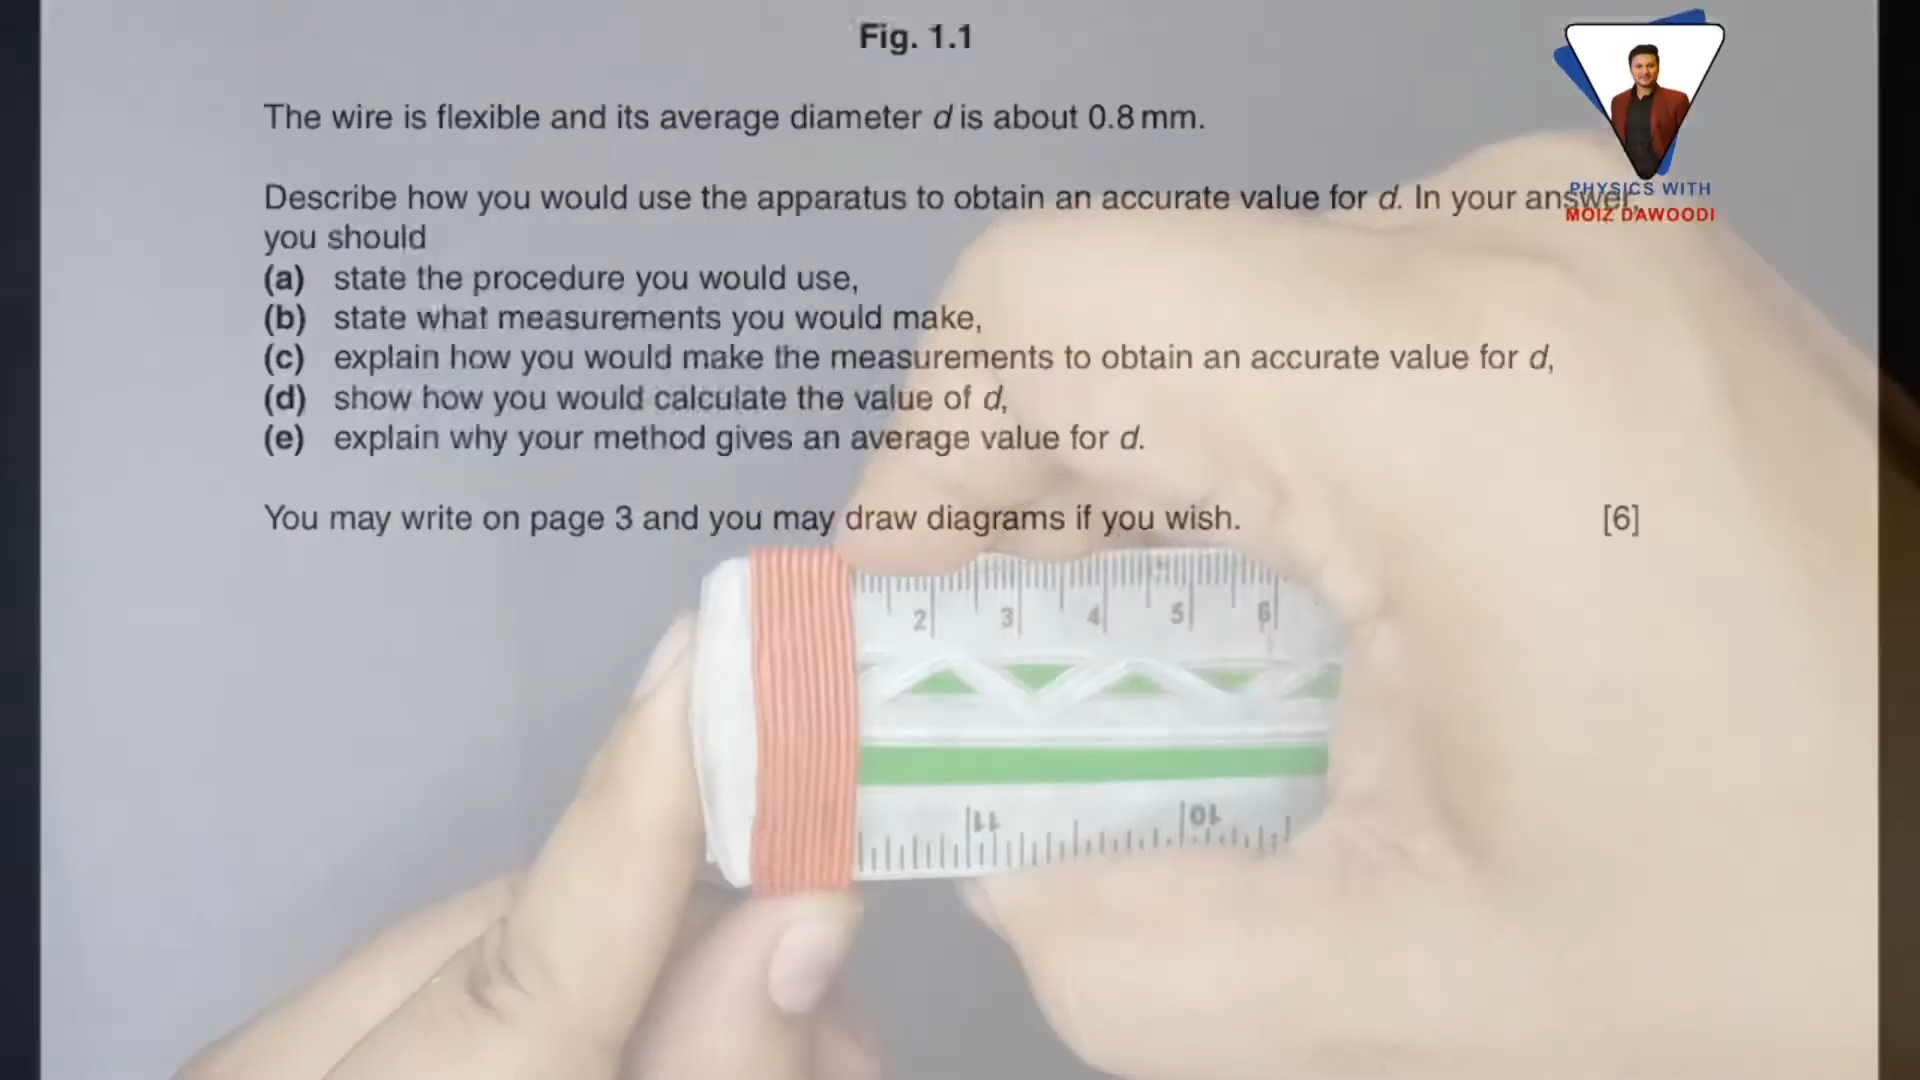 Fig. 1.1
The wire is flexible and its average diameter d is about 0.8 mm.
Describe how you would use the apparatus to obtain an accurate value for d. In your answer,
you should
(a) state the procedure you would use,
(b) state what measurements you would make,
(c) explain how you would make the measurements to obtain an accurate value for d,
(d) show how you would calculate the value of d,
(e) explain why your method gives an average value for d.
You may write on page 3 and you may draw diagrams if you wish. [6]
PHYSICS WITH
MOIZ DAWOODI
2 3 4 5 6
11 10